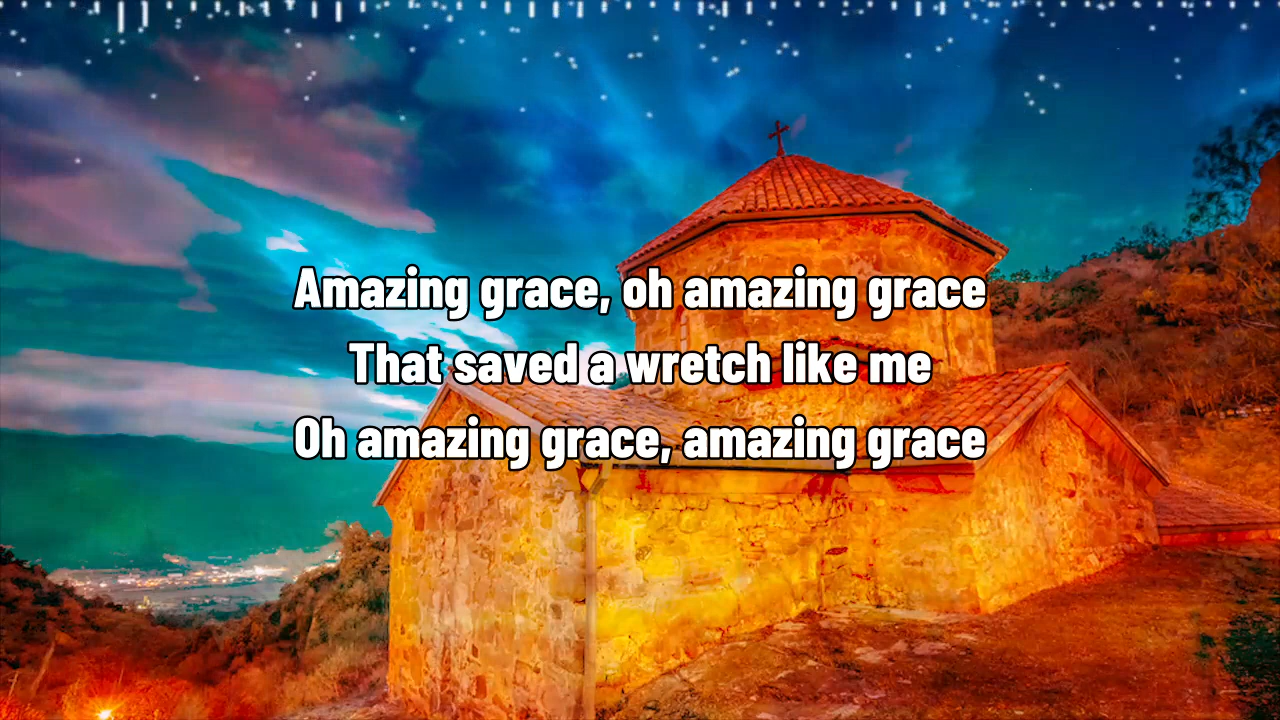 Amazing grace, oh amazing grace
That saved a wretch like me
Oh amazing grace, amazing grace